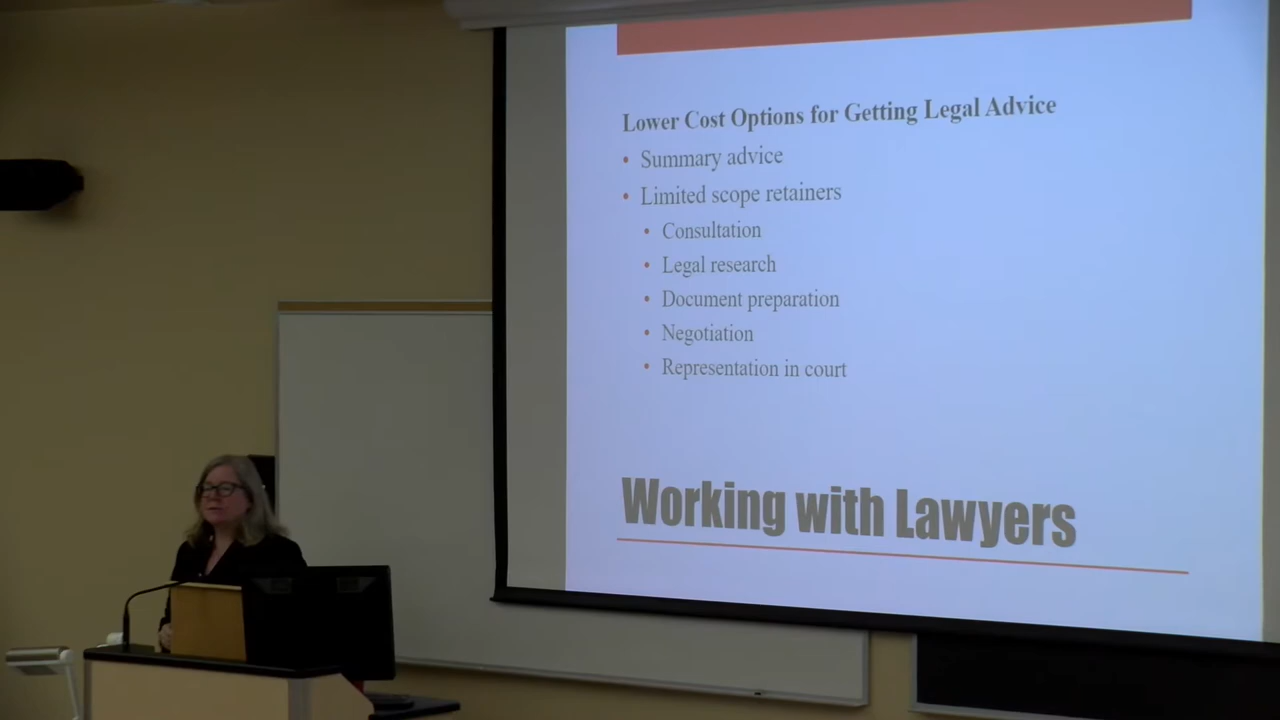 Lower Cost Options for Getting Legal Advice
• Summary advice
• Limited scope retainers
• Consultation
• Legal research
• Document preparation
• Negotiation
• Representation in court
Working with Lawyers